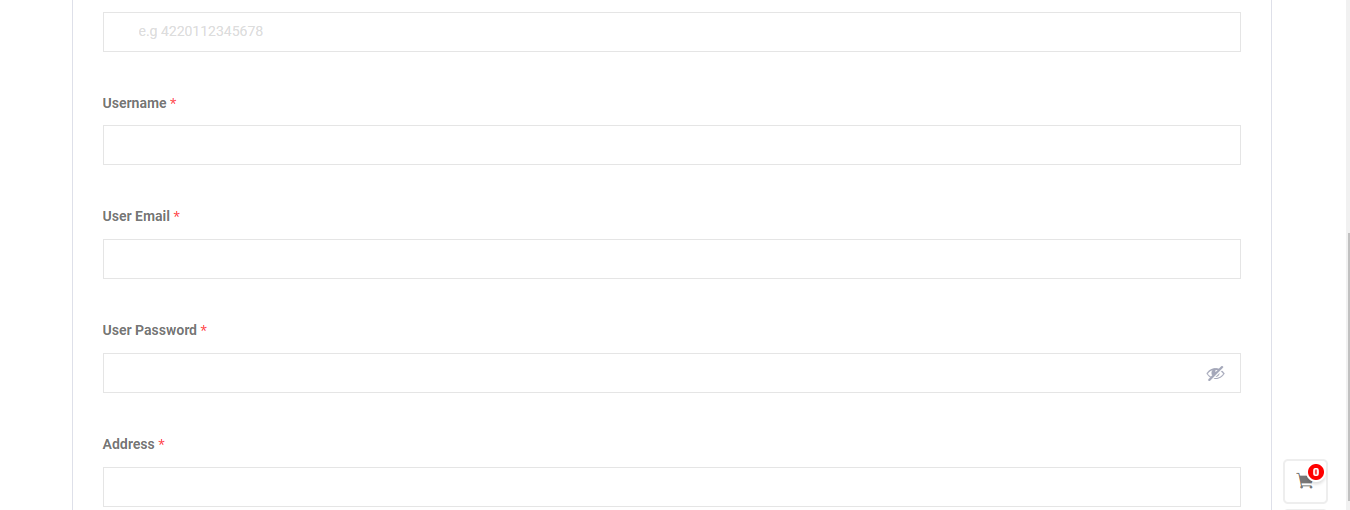 e.g 4220112345678
Username *
User Email *
User Password *
Address *
0